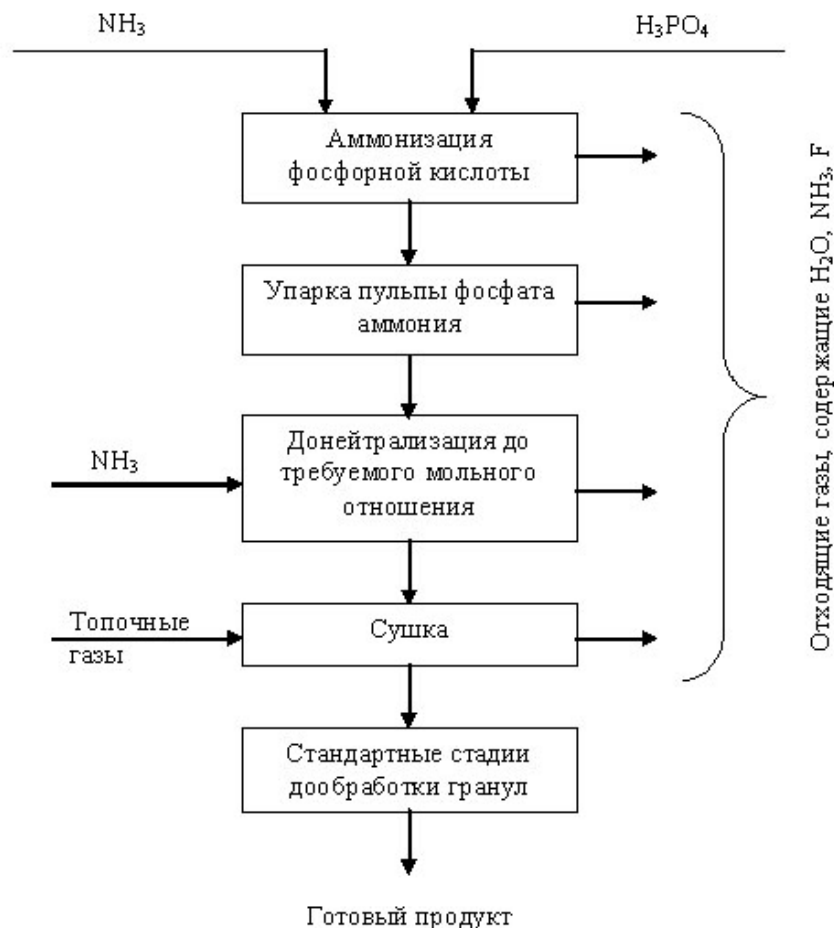 NH₃
H₃PO₄
Аммонизация
фосфорной кислоты
Упарка пульпы фосфата
аммония
NH₃
Донейтрализация до
требуемого мольного
отношения
Топочные
газы
Сушка
Стандартные стадии
дообработки гранул
Готовый продукт
Отходящие газы, содержащие H₂O, NH₃, F